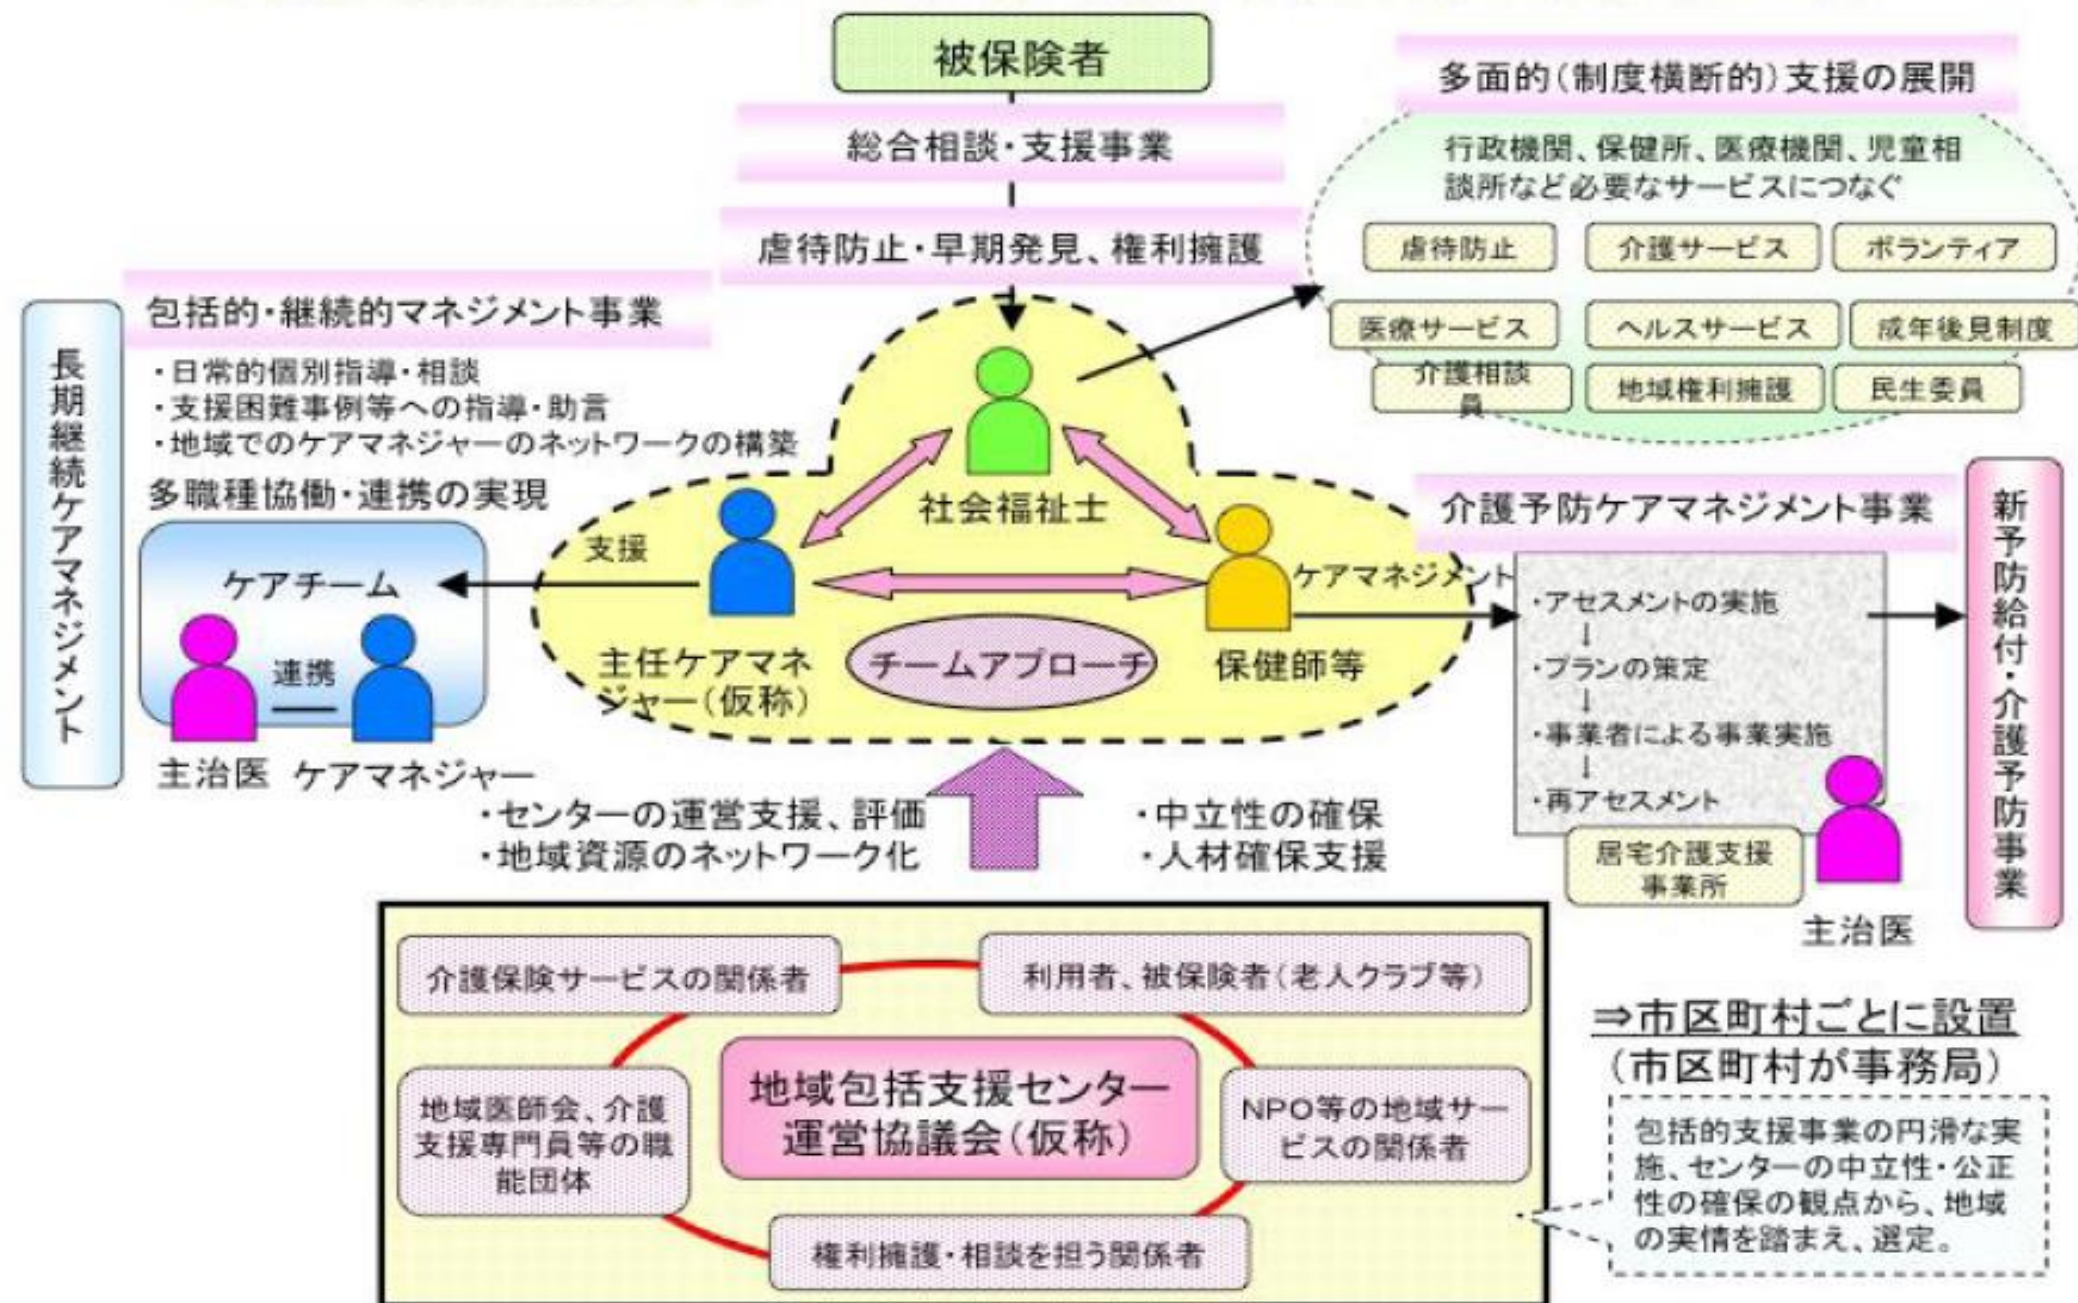 被保険者
総合相談・支援事業
虐待防止・早期発見、権利擁護
多面的(制度横断的)支援の展開
行政機関、保健所、医療機関、児童相
談所など必要なサービスにつなぐ
虐待防止
介護サービス
ボランティア
医療サービス
ヘルスサービス
成年後見制度
介護相談
員
地域権利擁護
民生委員
長期継続ケアマネジメント
包括的・継続的マネジメント事業
・日常的個別指導・相談
・支援困難事例等への指導・助言
・地域でのケアマネジャーのネットワークの構築
多職種協働・連携の実現
ケアチーム
連携
主治医
ケアマネジャー
支援
社会福祉士
主任ケアマネ
ジャー(仮称)
チームアプローチ
保健師等
ケアマネジメント
介護予防ケアマネジメント事業
・アセスメントの実施
↓
・プランの策定
↓
・事業者による事業実施
↓
・再アセスメント
居宅介護支援
事業所
主治医
新予防給付・介護予防事業
・センターの運営支援、評価
・地域資源のネットワーク化
・中立性の確保
・人材確保支援
介護保険サービスの関係者
利用者、被保険者(老人クラブ等)
地域医師会、介護
支援専門員等の職
能団体
地域包括支援センター
運営協議会(仮称)
NPO等の地域サー
ビスの関係者
権利擁護・相談を担う関係者
⇒市区町村ごとに設置
(市区町村が事務局)
包括的支援事業の円滑な実
施、センターの中立性・公正
性の確保の観点から、地域
の実情を踏まえ、選定。